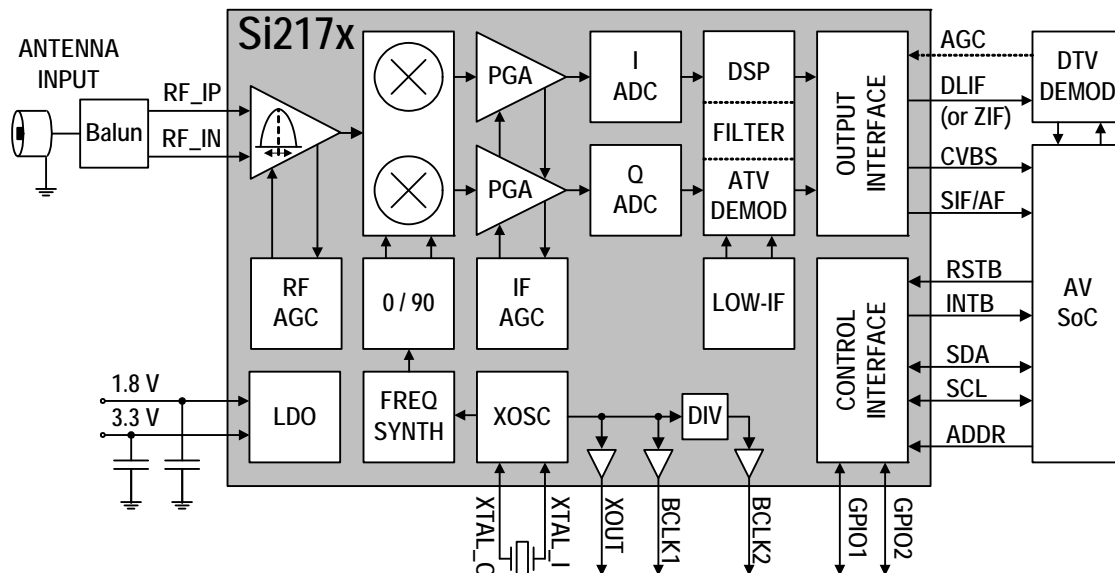 Si217x
ANTENNA
INPUT
Balun
RF_IP
RF_IN
PGA
PGA
I
ADC
Q
ADC
DSP
FILTER
ATV
DEMOD
OUTPUT
INTERFACE
AGC
DLIF
(or ZIF)
CVBS
SIF/AF
DTV
DEMOD
RF
AGC
0 / 90
IF
AGC
LOW-IF
CONTROL
INTERFACE
RSTB
INTB
SDA
SCL
ADDR
AV
SoC
1.8 V
3.3 V
LDO
FREQ
SYNTH
XOSC
DIV
XTAL_O
XTAL_I
XOUT
BCLK1
BCLK2
GPIO1
GPIO2